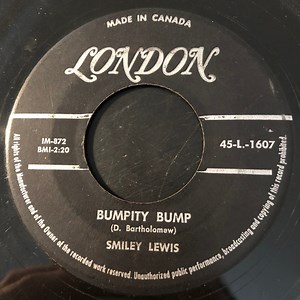 MADE IN CANADA
LONDON
IM-872
BMI-2:20
45-L.-1607
BUMPITY BUMP
(D. Bartholomew)
SMILEY LEWIS
All rights of the Manufacturer and of the Owner of the recorded work reserved. Unauthorized public performance, broadcasting and copying of this record prohibited.